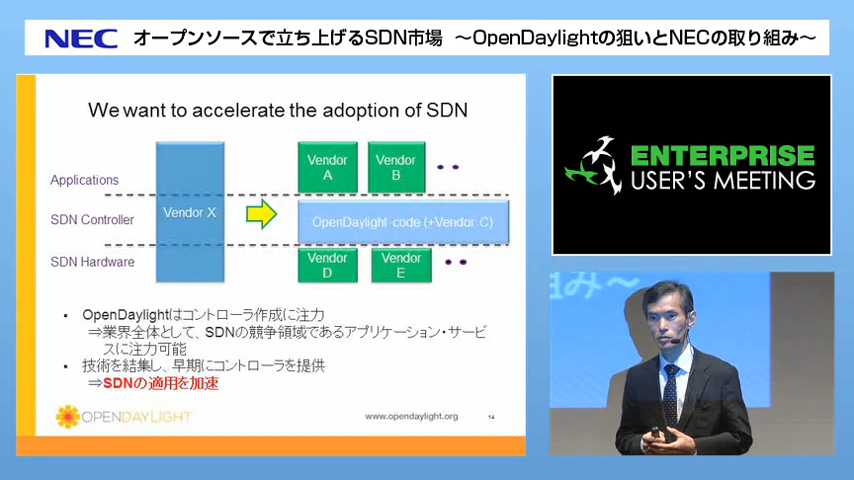 NEC オープンソースで立ち上げるSDN市場 ～OpenDaylightの狙いとNECの取り組み～
We want to accelerate the adoption of SDN
Applications
SDN Controller
SDN Hardware
Vendor X
Vendor
A
Vendor
B
OpenDaylight code (+Vendor C)
Vendor
D
Vendor
E
▪ OpenDaylightはコントローラ作成に注力
⇒業界全体として、SDNの競争領域であるアプリケーション・サービ
スに注力可能
▪ 技術を結集し、早期にコントローラを提供
⇒SDNの適用を加速
OPENDAYLIGHT
www.opendaylight.org
14
ENTERPRISE
USER'S MEETING
組み～